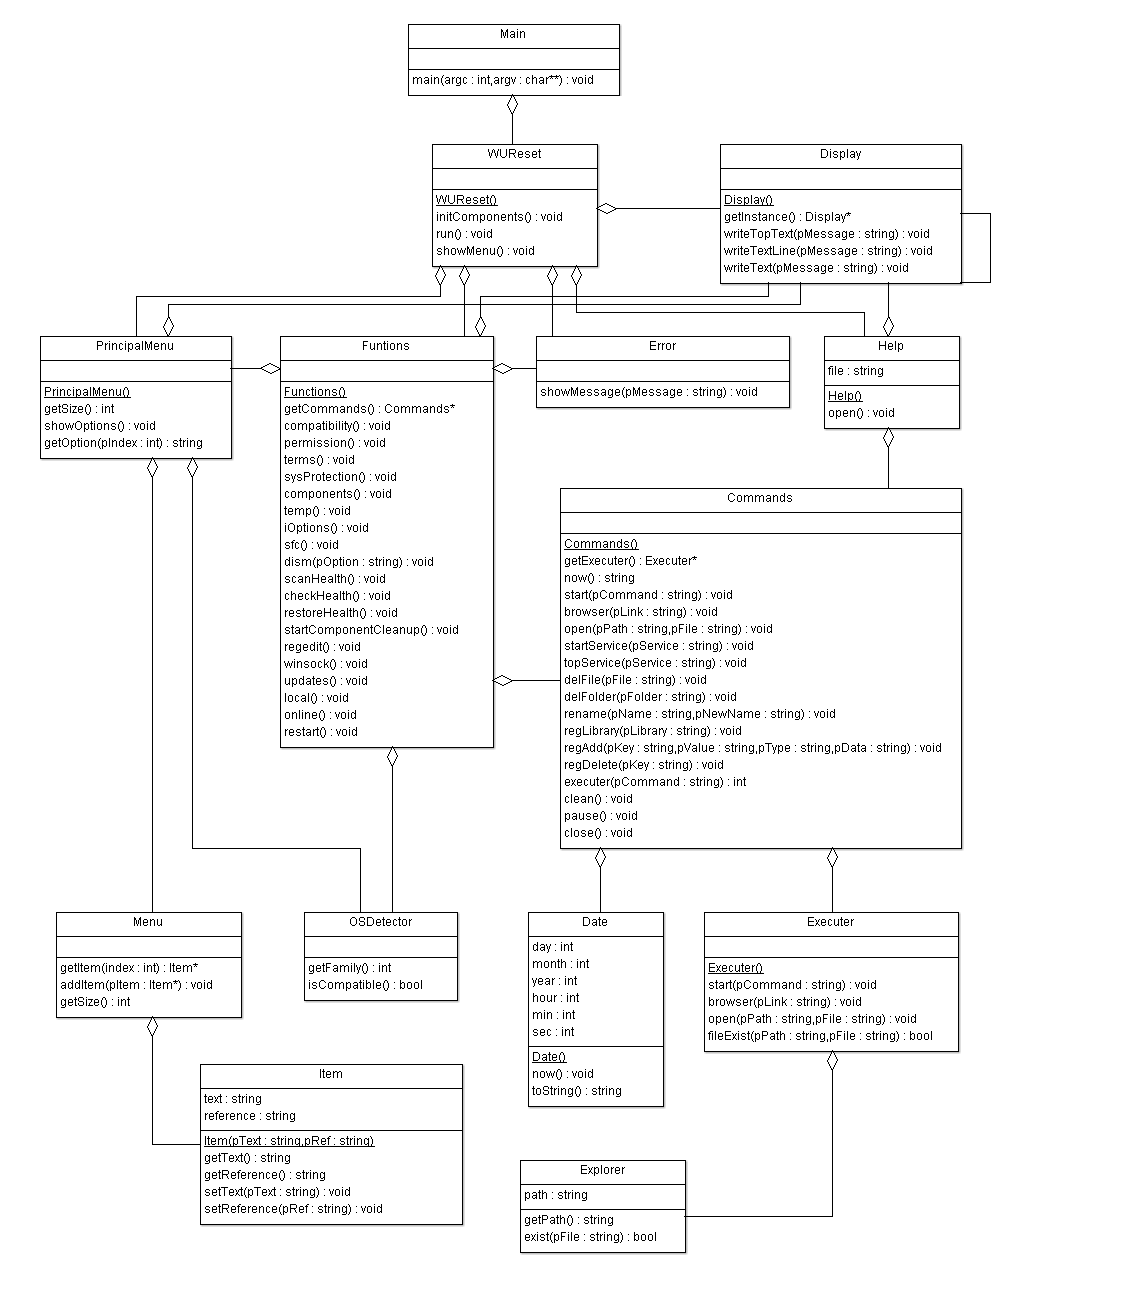 Main
main(argc : int,argv : char**) : void
WUReset
WUReset()
initComponents() : void
run() : void
showMenu() : void
Display
Display()
getInstance() : Display*
writeTopText(pMessage : string) : void
writeTextLine(pMessage : string) : void
writeText(pMessage : string) : void
PrincipalMenu
PrincipalMenu()
getSize() : int
showOptions() : void
getOption(pIndex : int) : string
Funtions
Functions()
getCommands() : Commands*
compatibility() : void
permission() : void
terms() : void
sysProtection() : void
components() : void
temp() : void
iOptions() : void
sfc() : void
dism(pOption : string) : void
scanHealth() : void
checkHealth() : void
restoreHealth() : void
startComponentCleanup() : void
regedit() : void
winsock() : void
updates() : void
local() : void
online() : void
restart() : void
Error
showMessage(pMessage : string) : void
Help
file : string
Help()
open() : void
Commands
Commands()
getExecuter() : Executer*
now() : string
start(pCommand : string) : void
browser(pLink : string) : void
open(pPath : string,pFile : string) : void
startService(pService : string) : void
topService(pService : string) : void
delFile(pFile : string) : void
delFolder(pFolder : string) : void
rename(pName : string,pNewName : string) : void
regLibrary(pLibrary : string) : void
regAdd(pKey : string,pValue : string,pType : string,pData : string) : void
regDelete(pKey : string) : void
executer(pCommand : string) : int
clean() : void
pause() : void
close() : void
Menu
getItem(index : int) : Item*
addItem(pItem : Item*) : void
getSize() : int
OSDetector
getFamily() : int
isCompatible() : bool
Date
day : int
month : int
year : int
hour : int
min : int
sec : int
Date()
now() : void
toString() : string
Executer
Executer()
start(pCommand : string) : void
browser(pLink : string) : void
open(pPath : string,pFile : string) : void
fileExist(pPath : string,pFile : string) : bool
Item
text : string
reference : string
Item(pText : string,pRef : string)
getText() : string
getReference() : string
setText(pText : string) : void
setReference(pRef : string) : void
Explorer
path : string
getPath() : string
exist(pFile : string) : bool